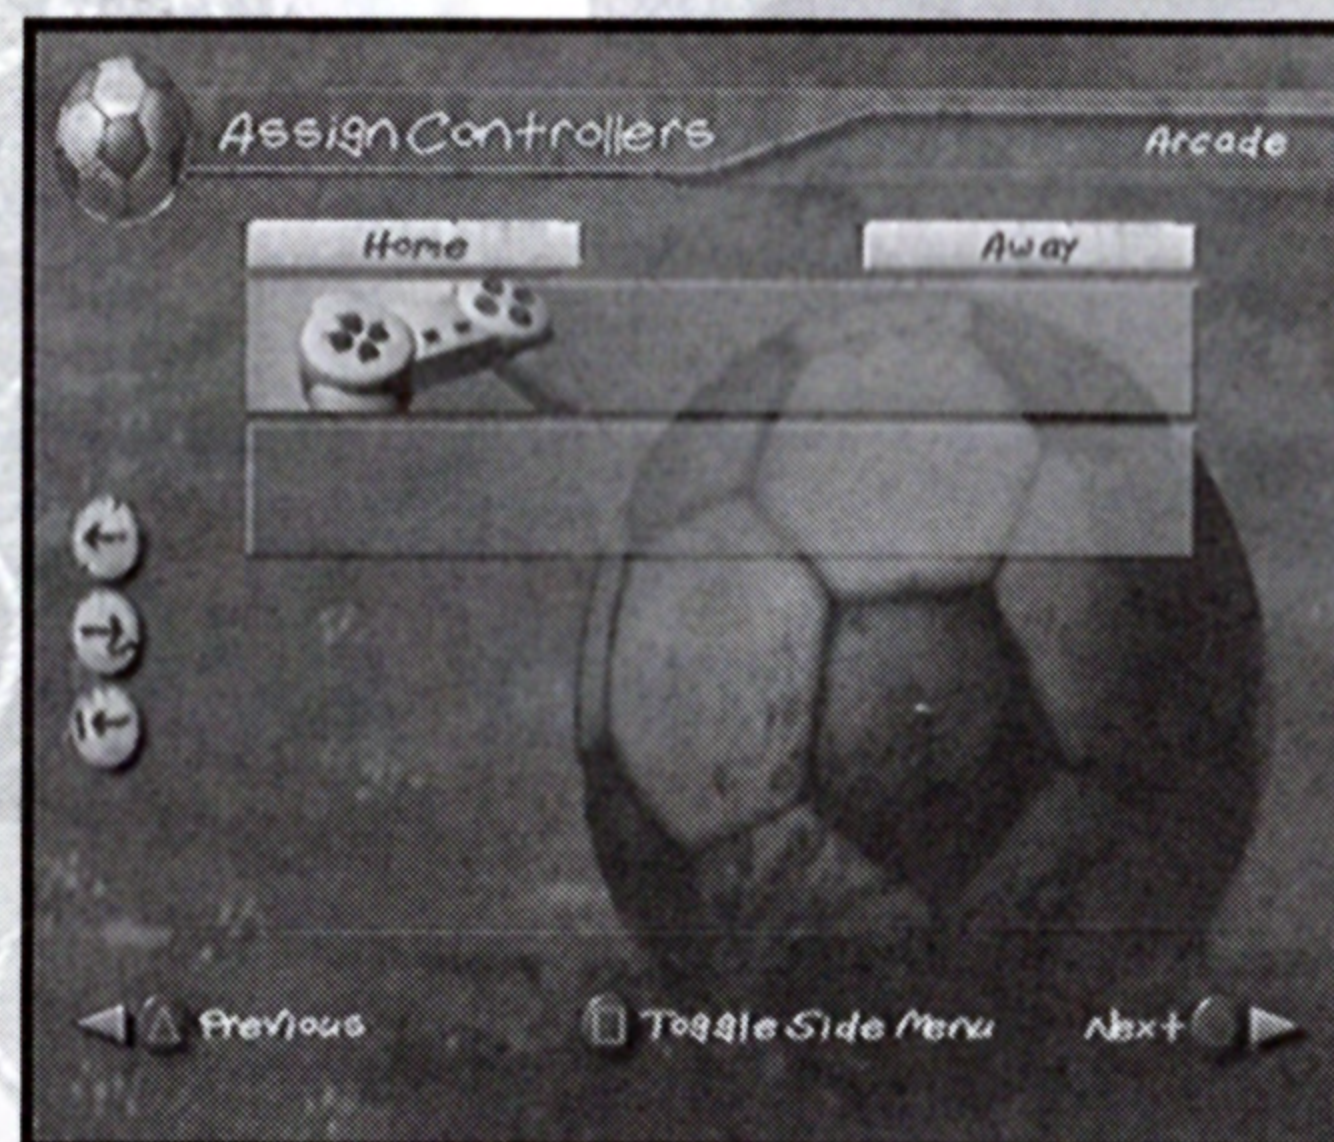 Assign Controllers
Arcade
Home
Away
Previous
Toggle Side Menu
Next